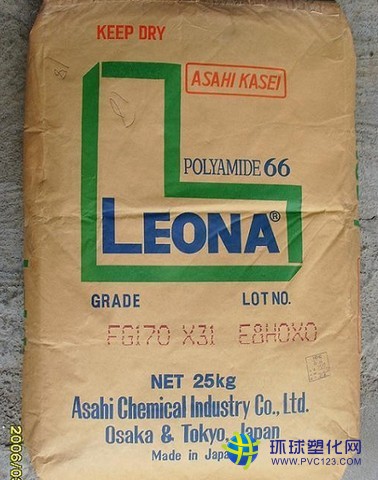 KEEP DRY
ASAHI KASEI
POLYAMIDE 66
LEONA®
GRADE LOT NO.
FG170 X31 E8H0X0
NET 25kg
Asahi Chemical Industry Co., Ltd.
Osaka & Tokyo, Japan
Made in Japan
环球塑化网
www.PVC123.com